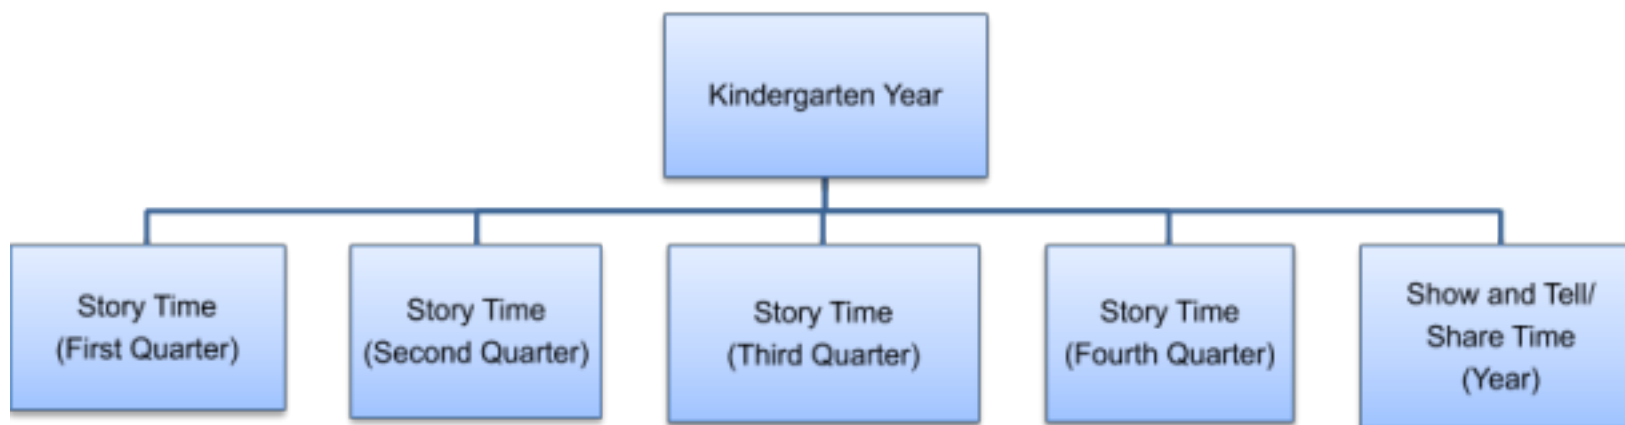 Kindergarten Year
Story Time
(First Quarter)
Story Time
(Second Quarter)
Story Time
(Third Quarter)
Story Time
(Fourth Quarter)
Show and Tell/
Share Time
(Year)